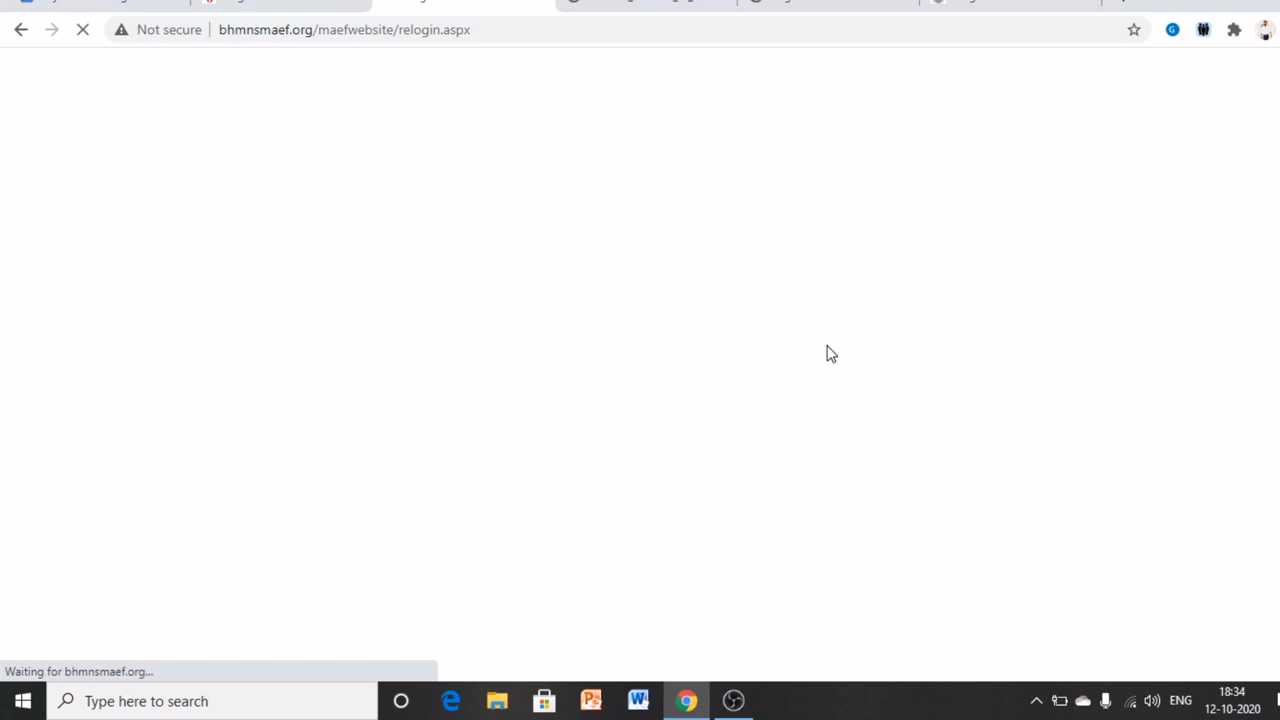 Not secure
bhmnsmaef.org/maefwebsite/relogin.aspx
Waiting for bhmnsmaef.org...
Type here to search
ENG
18:34
12-10-2020